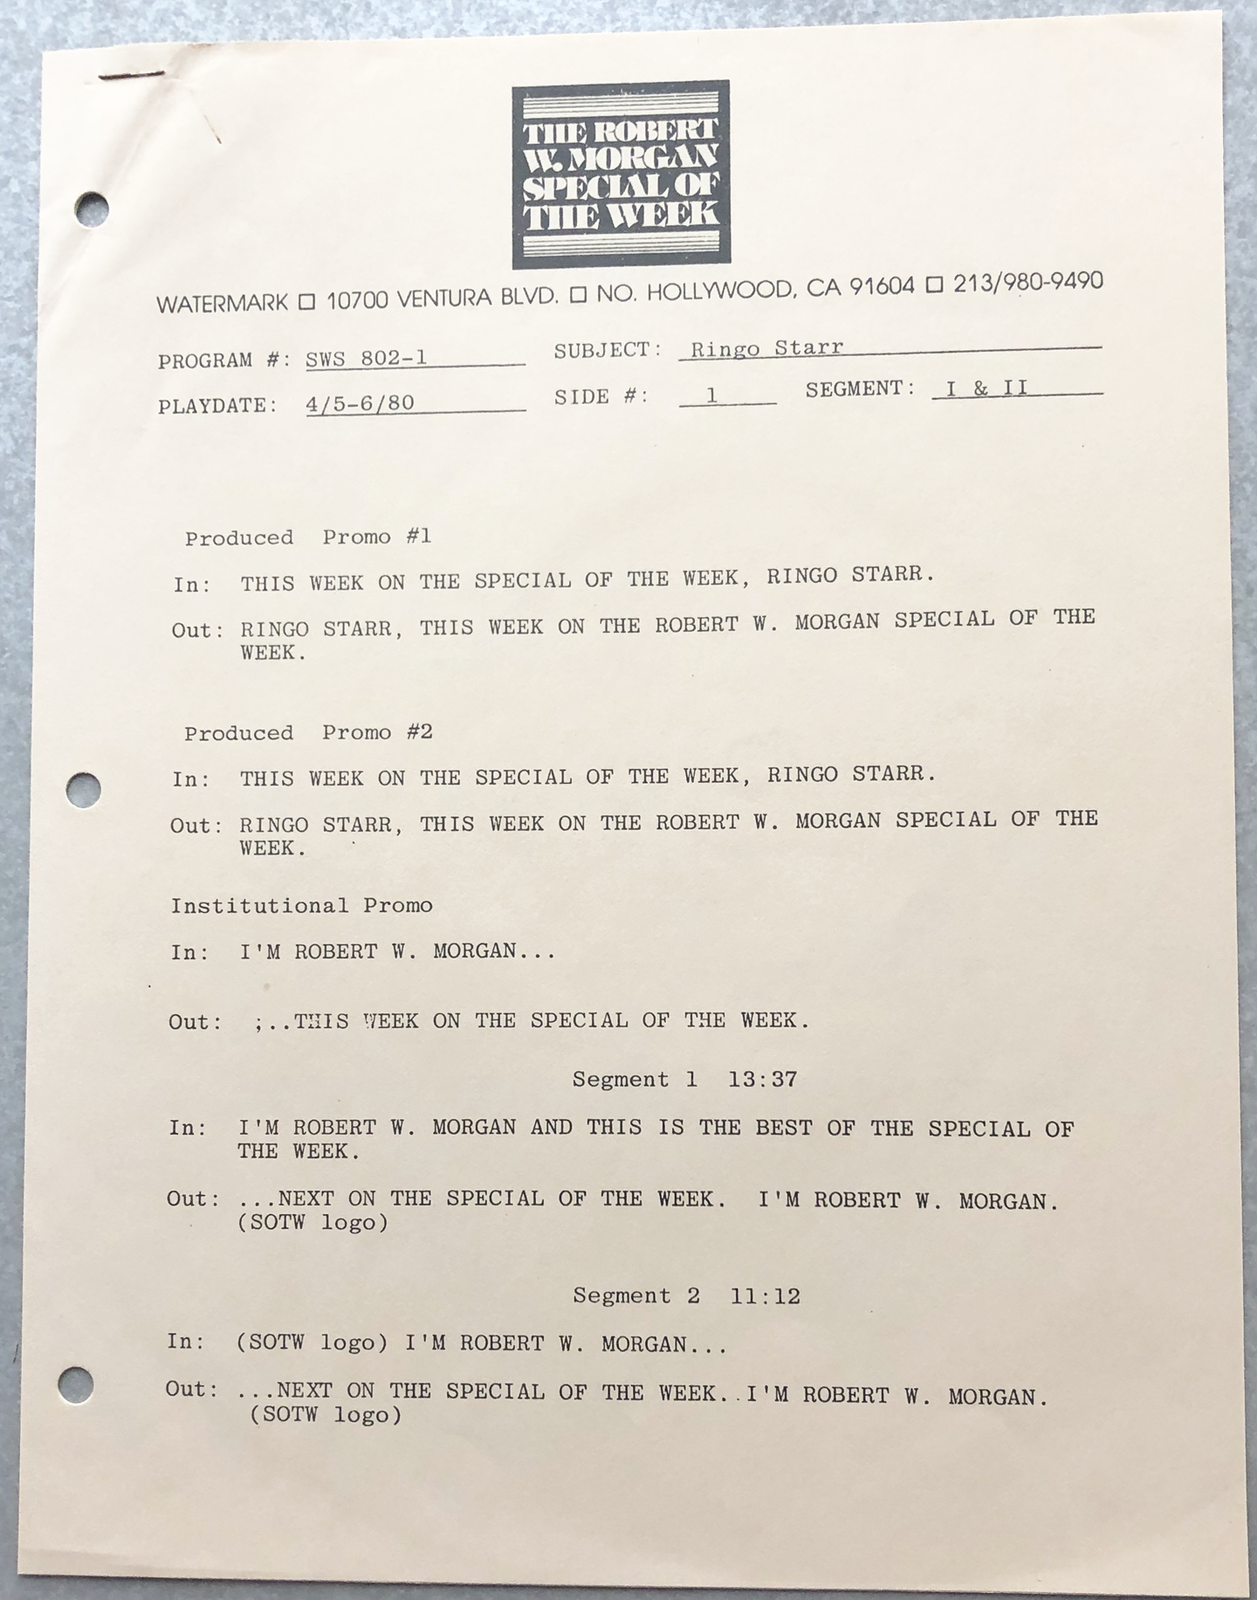 THE ROBERT
W. MORGAN
SPECIAL OF
THE WEEK
WATERMARK □ 10700 VENTURA BLVD. □ NO. HOLLYWOOD, CA 91604 □ 213/980-9490
PROGRAM #: SWS 802-1 SUBJECT: Ringo Starr
PLAYDATE: 4/5-6/80 SIDE #: 1 SEGMENT: I & II
Produced Promo #1
In: THIS WEEK ON THE SPECIAL OF THE WEEK, RINGO STARR.
Out: RINGO STARR, THIS WEEK ON THE ROBERT W. MORGAN SPECIAL OF THE
WEEK.
Produced Promo #2
In: THIS WEEK ON THE SPECIAL OF THE WEEK, RINGO STARR.
Out: RINGO STARR, THIS WEEK ON THE ROBERT W. MORGAN SPECIAL OF THE
WEEK.
Institutional Promo
In: I'M ROBERT W. MORGAN...
Out: ;..THIS WEEK ON THE SPECIAL OF THE WEEK.
Segment 1 13:37
In: I'M ROBERT W. MORGAN AND THIS IS THE BEST OF THE SPECIAL OF
THE WEEK.
Out: ...NEXT ON THE SPECIAL OF THE WEEK. I'M ROBERT W. MORGAN.
(SOTW logo)
Segment 2 11:12
In: (SOTW logo) I'M ROBERT W. MORGAN...
Out: ...NEXT ON THE SPECIAL OF THE WEEK..I'M ROBERT W. MORGAN.
(SOTW logo)